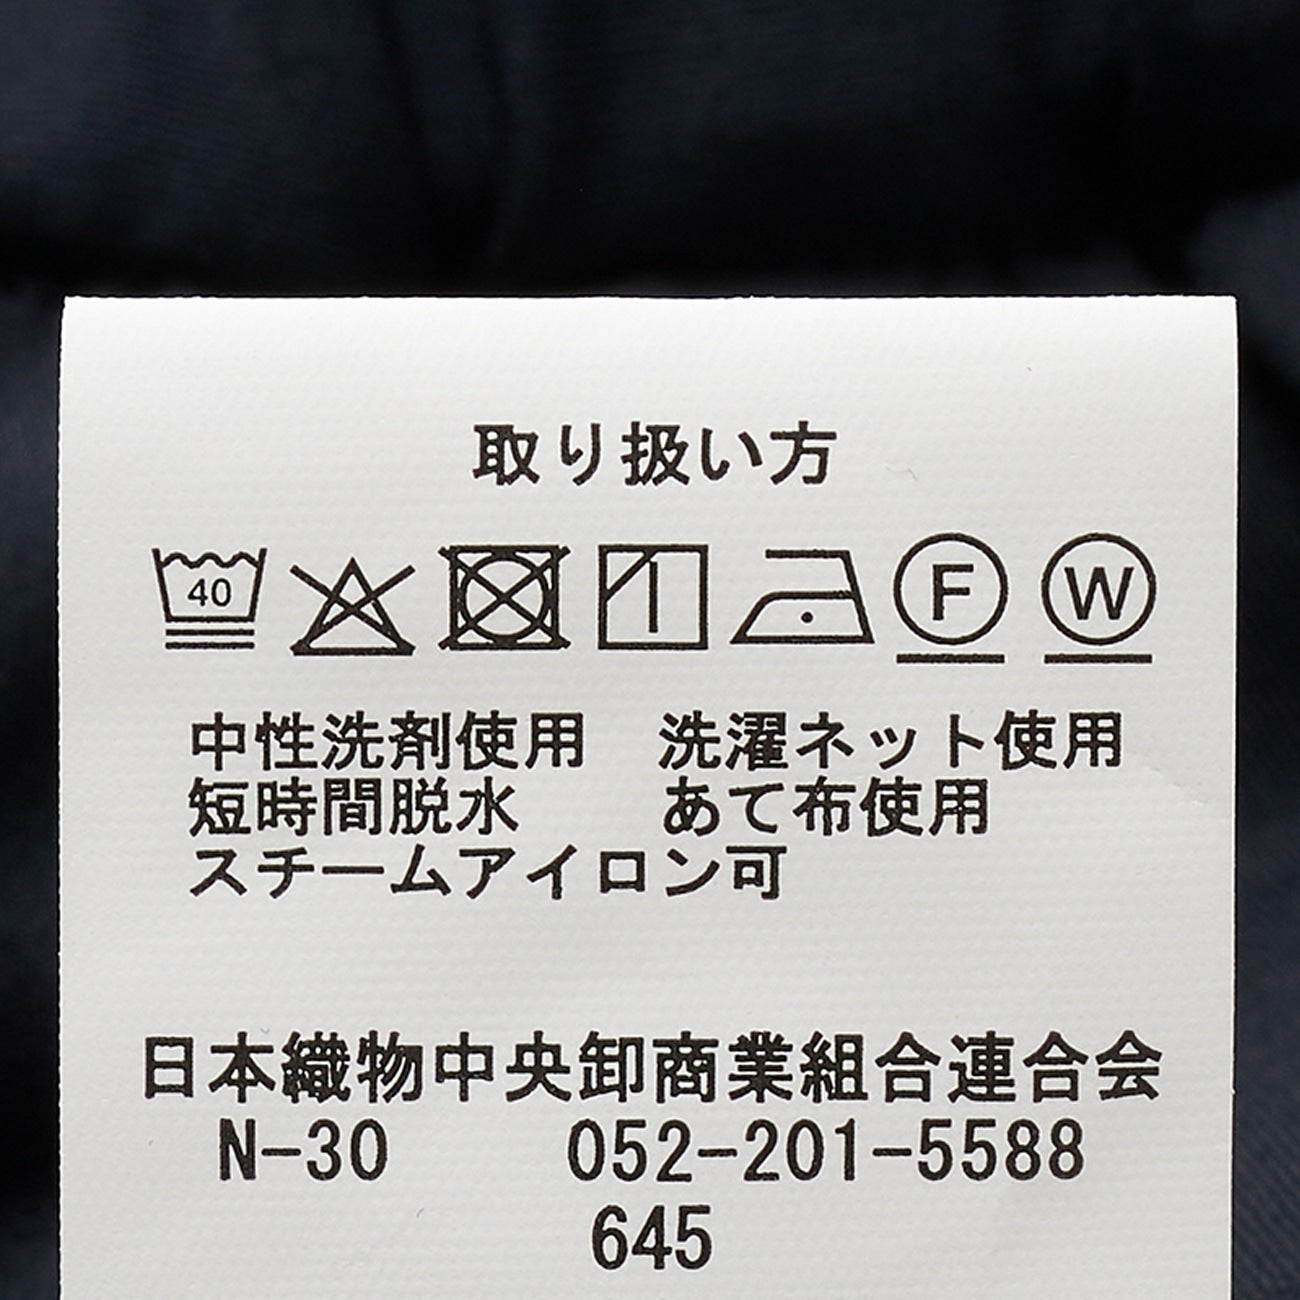 取り扱い方
40 F W
中性洗剤使用 洗濯ネット使用
短時間脱水 あて布使用
スチームアイロン可
日本織物中央卸商業組合連合会
N-30 052-201-5588
645